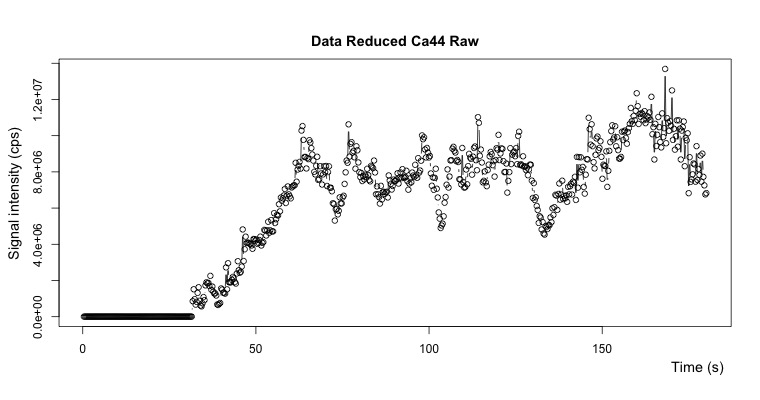 Data Reduced Ca44 Raw
Signal intensity (cps)
1.2e+07
8.0e+06
4.0e+06
0.0e+00
0 50 100 150
Time (s)